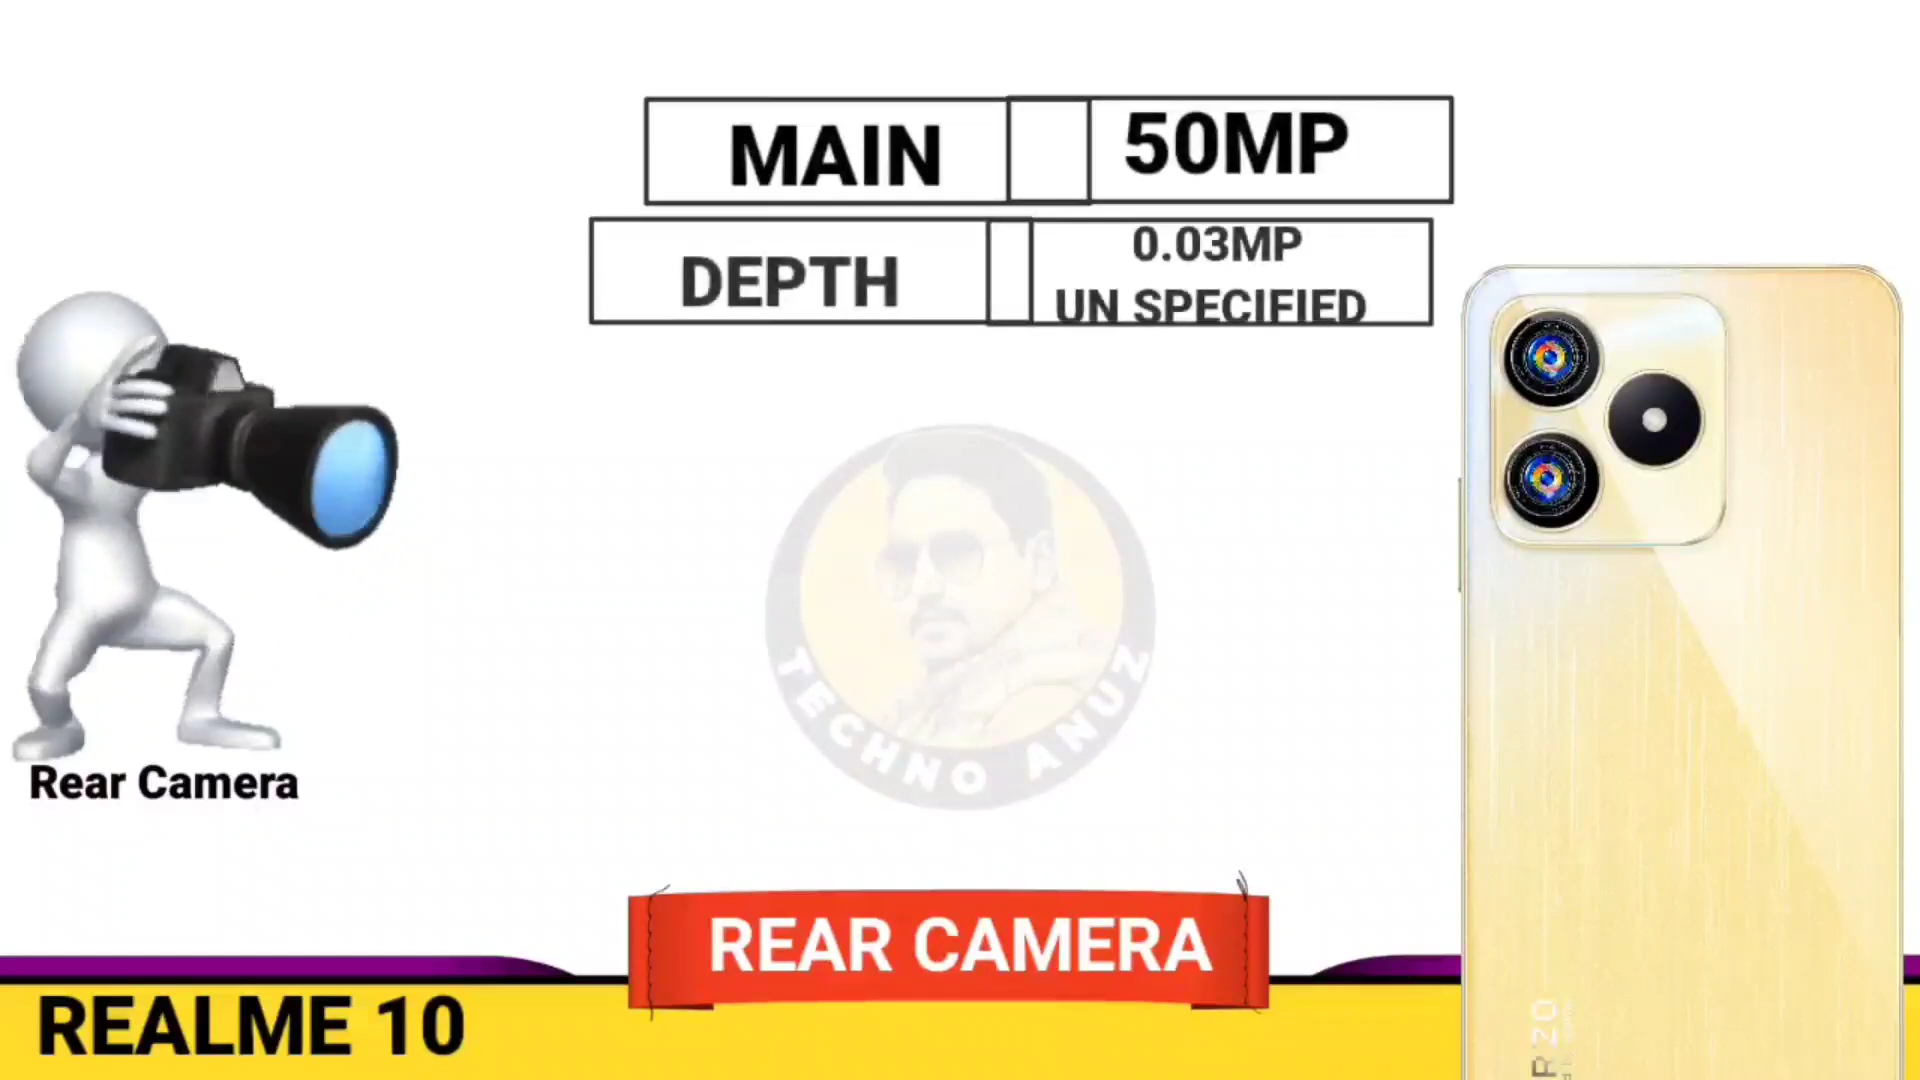 MAIN 50MP
DEPTH 0.03MP
UN SPECIFIED
TECHNO ANUZ
Rear Camera
REAR CAMERA
REALME 10